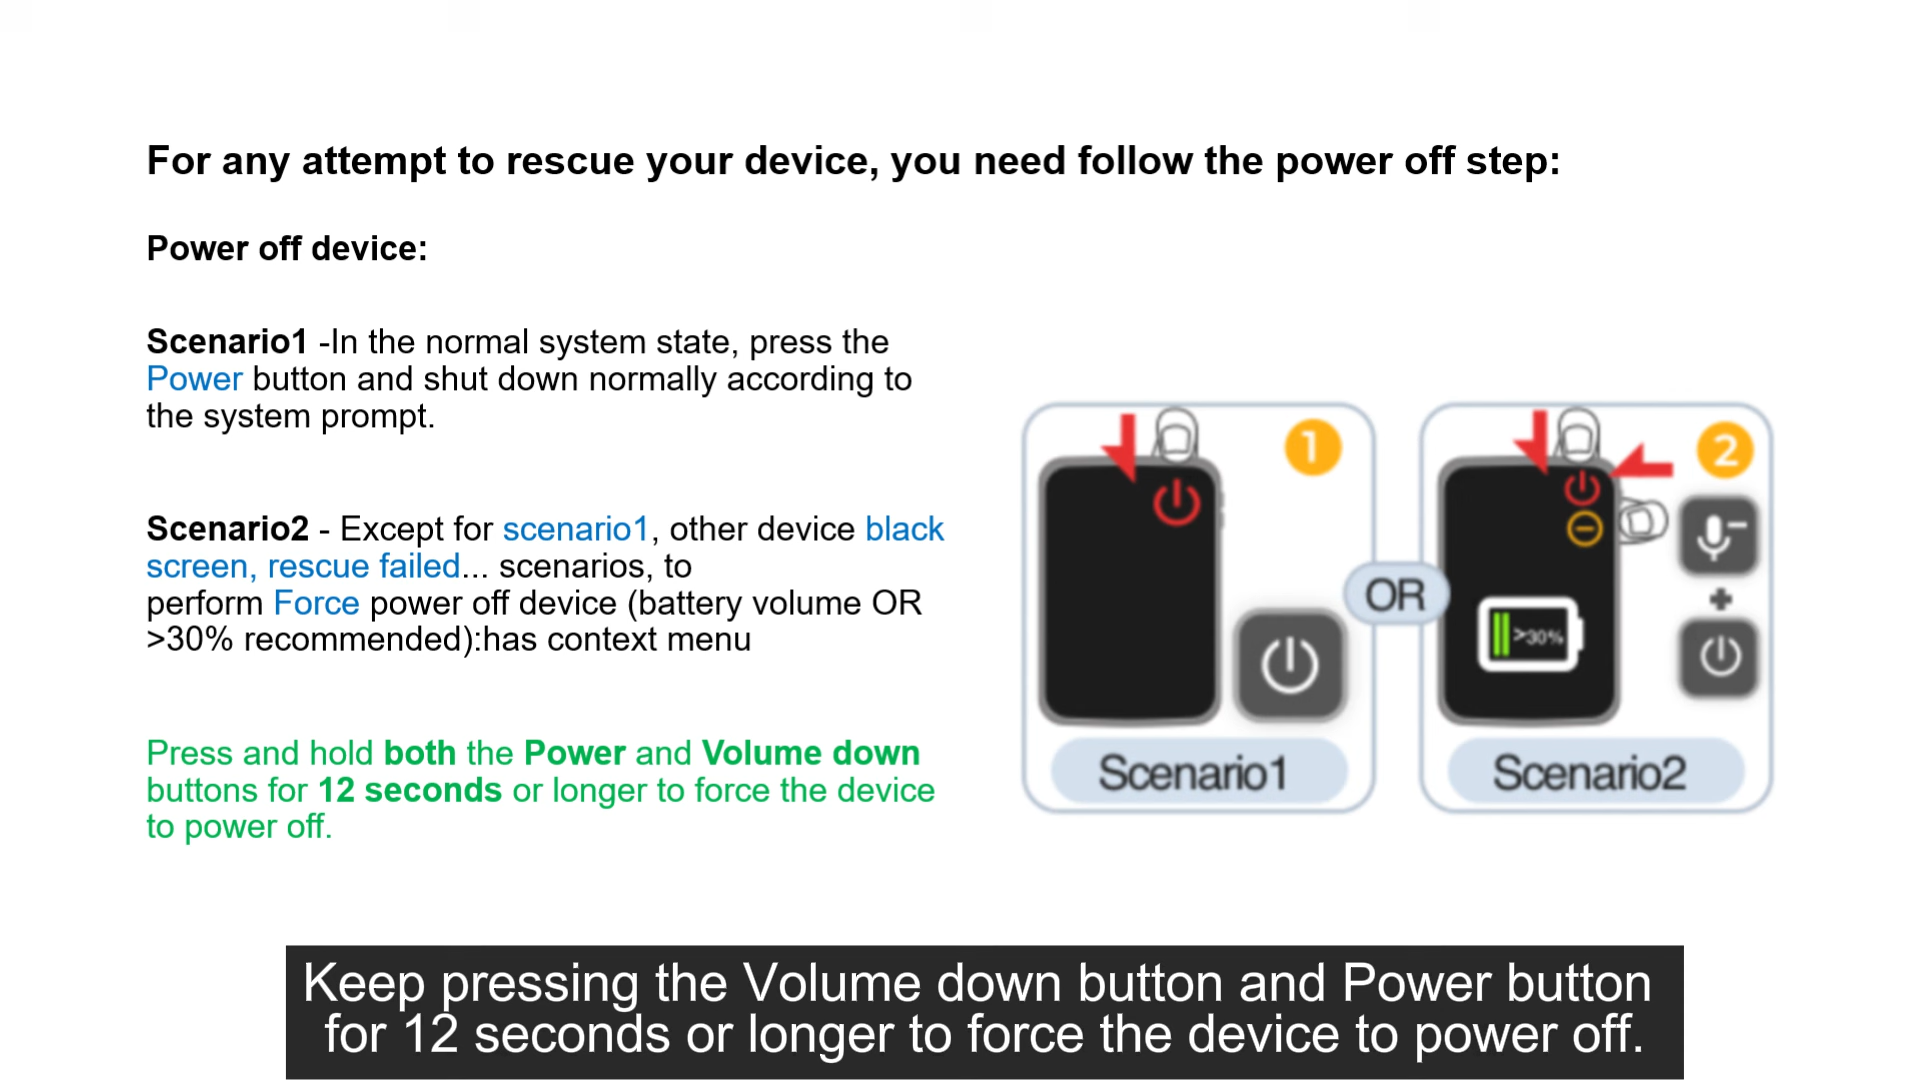 For any attempt to rescue your device, you need follow the power off step:
Power off device:
Scenario1 -In the normal system state, press the
Power button and shut down normally according to
the system prompt.
Scenario2 - Except for scenario1, other device black
screen, rescue failed... scenarios, to
perform Force power off device (battery volume OR
>30% recommended):has context menu
Press and hold both the Power and Volume down
buttons for 12 seconds or longer to force the device
to power off.
1
Scenario1
OR
2
>30%
Scenario2
Keep pressing the Volume down button and Power button
for 12 seconds or longer to force the device to power off.